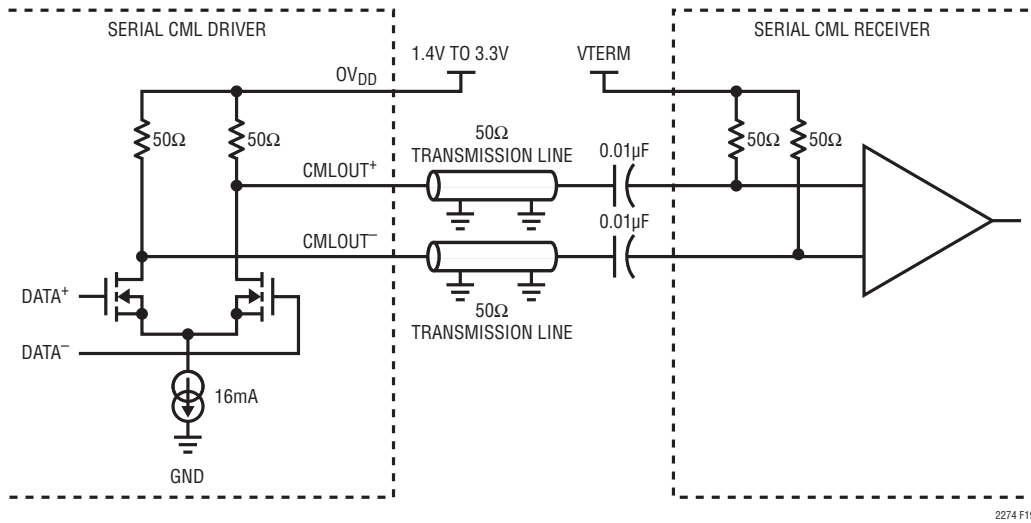 SERIAL CML DRIVER
SERIAL CML RECEIVER
1.4V TO 3.3V
VTERM
OVDD
50Ω
50Ω
50Ω
TRANSMISSION LINE
0.01µF
50Ω
50Ω
CMLOUT+
0.01µF
CMLOUT–
DATA+
50Ω
TRANSMISSION LINE
DATA–
16mA
GND